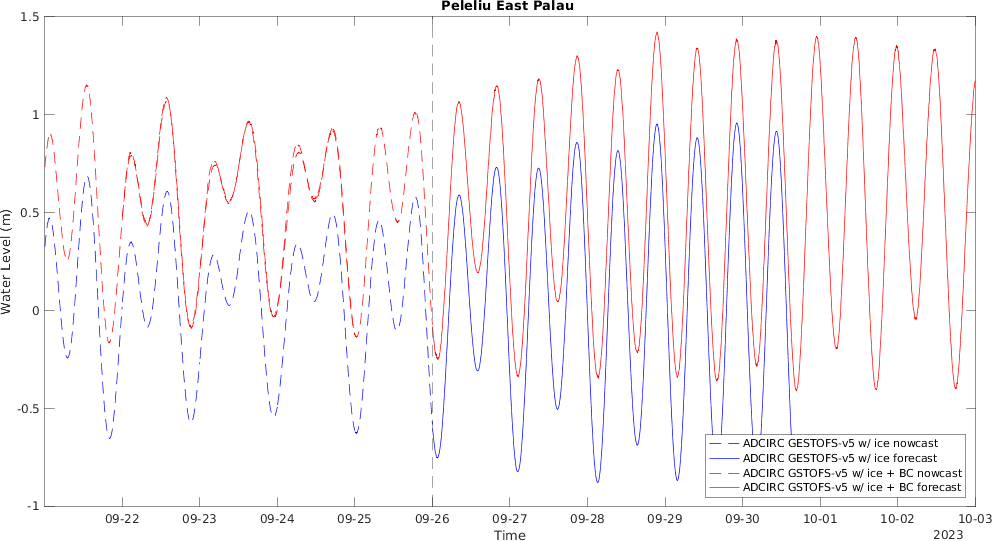 Peleliu East Palau
1.5
1
0.5
0
-0.5
-1
Water Level (m)
ADCIRC GESTOFS-v5 w/ ice nowcast
ADCIRC GESTOFS-v5 w/ ice forecast
ADCIRC GSTOFS-v5 w/ ice + BC nowcast
ADCIRC GSTOFS-v5 w/ ice + BC forecast
09-22 09-23 09-24 09-25 09-26 09-27 09-28 09-29 09-30 10-01 10-02 10-03
Time
2023